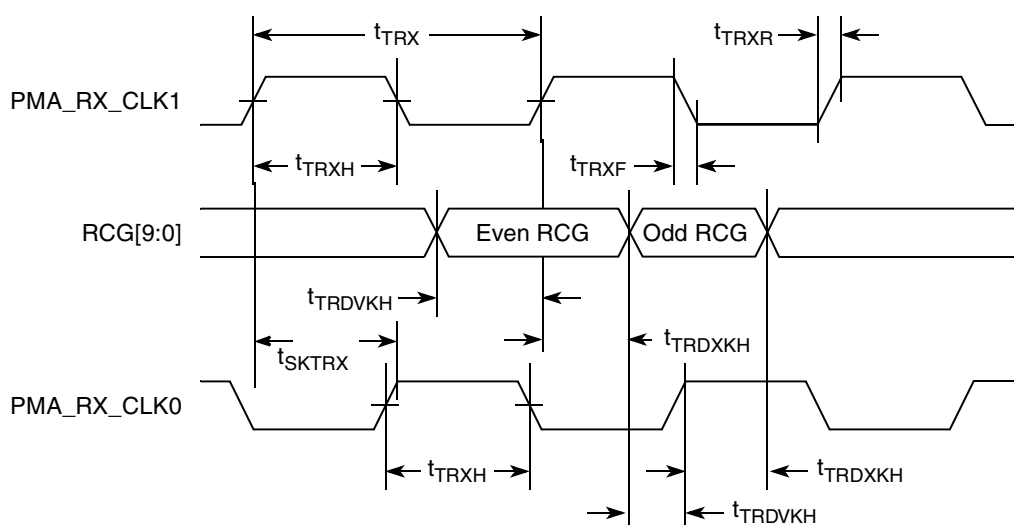 tTRX
tTRXR
PMA_RX_CLK1
tTRXH
tTRXF
RCG[9:0]
Even RCG
Odd RCG
tTRDVKH
tTRDXKH
tSKTRX
PMA_RX_CLK0
tTRXH
tTRDXKH
tTRDVKH